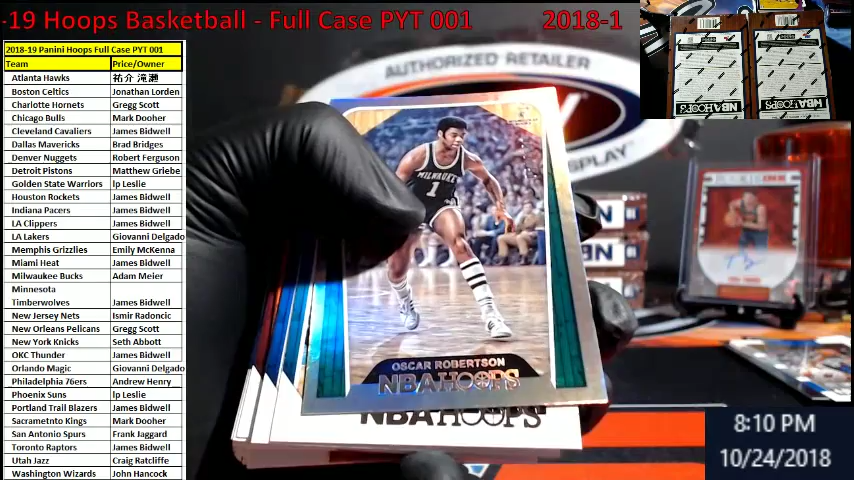 -19 Hoops Basketball - Full Case PYT 001 2018-1
2018-19 Panini Hoops Full Case PYT 001
Team Price/Owner
Atlanta Hawks
Boston Celtics Jonathan Lorden
Charlotte Hornets Gregg Scott
Chicago Bulls Mark Dooher
Cleveland Cavaliers James Bidwell
Dallas Mavericks Brad Bridges
Denver Nuggets Robert Ferguson
Detroit Pistons Matthew Griebe
Golden State Warriors lp Leslie
Houston Rockets James Bidwell
Indiana Pacers James Bidwell
LA Clippers James Bidwell
LA Lakers Giovanni Delgado
Memphis Grizzlies Emily McKenna
Miami Heat James Bidwell
Milwaukee Bucks Adam Meier
Minnesota
Timberwolves James Bidwell
New Jersey Nets Ismir Radoncic
New Orleans Pelicans Gregg Scott
New York Knicks Seth Abbott
OKC Thunder James Bidwell
Orlando Magic Giovanni Delgado
Philadelphia 76ers Andrew Henry
Phoenix Suns lp Leslie
Portland Trail Blazers James Bidwell
Sacrametnto Kings Mark Dooher
San Antonio Spurs Frank Jaggard
Toronto Raptors James Bidwell
Utah Jazz Craig Ratcliffe
Washington Wizards John Hancock
AUTHORIZED RETAILER
DISPLAY
MILWAUKEE
1
OSCAR ROBERTSON
NBA HOOPS
NBA HOOPS
NBA HOOPS
NBA HOOPS
8:10 PM
10/24/2018